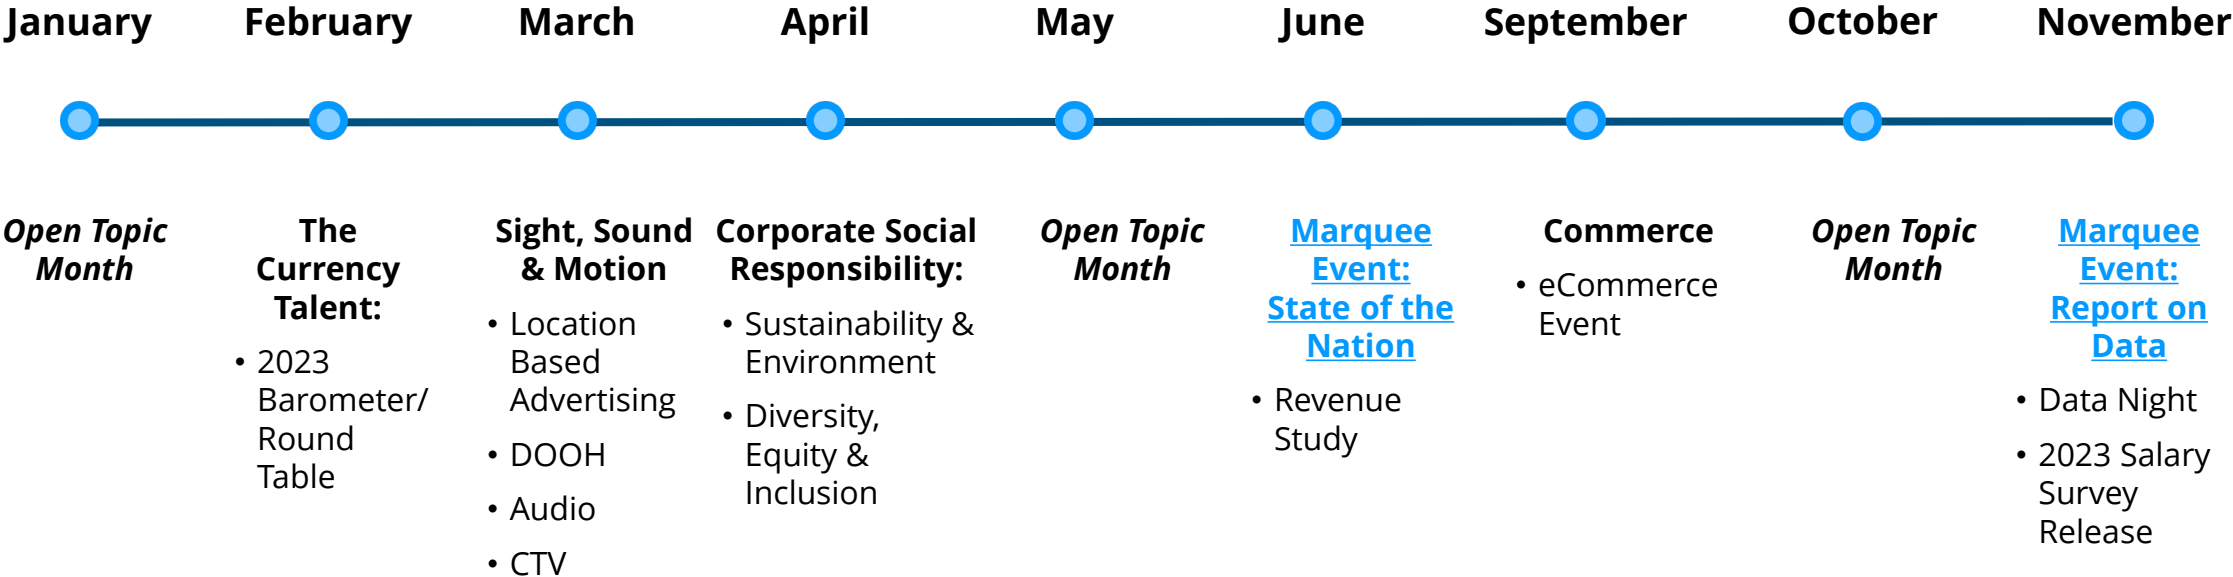 January February March April May June September October November
Open Topic
Month
The
Currency
Talent:
• 2023
Barometer/
Round
Table
Sight, Sound
& Motion
• Location
Based
Advertising
• DOOH
• Audio
• CTV
Corporate Social
Responsibility:
• Sustainability &
Environment
• Diversity,
Equity &
Inclusion
Open Topic
Month
Marquee
Event:
State of the
Nation
• Revenue
Study
Commerce
• eCommerce
Event
Open Topic
Month
Marquee
Event:
Report on
Data
• Data Night
• 2023 Salary
Survey
Release